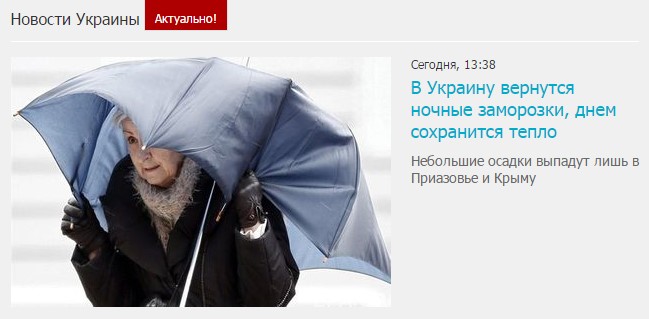 Новости Украины
Актуально!
Сегодня, 13:38
В Украину вернутся
ночные заморозки, днем
сохранится тепло
Небольшие осадки выпадут лишь в
Приазовье и Крыму